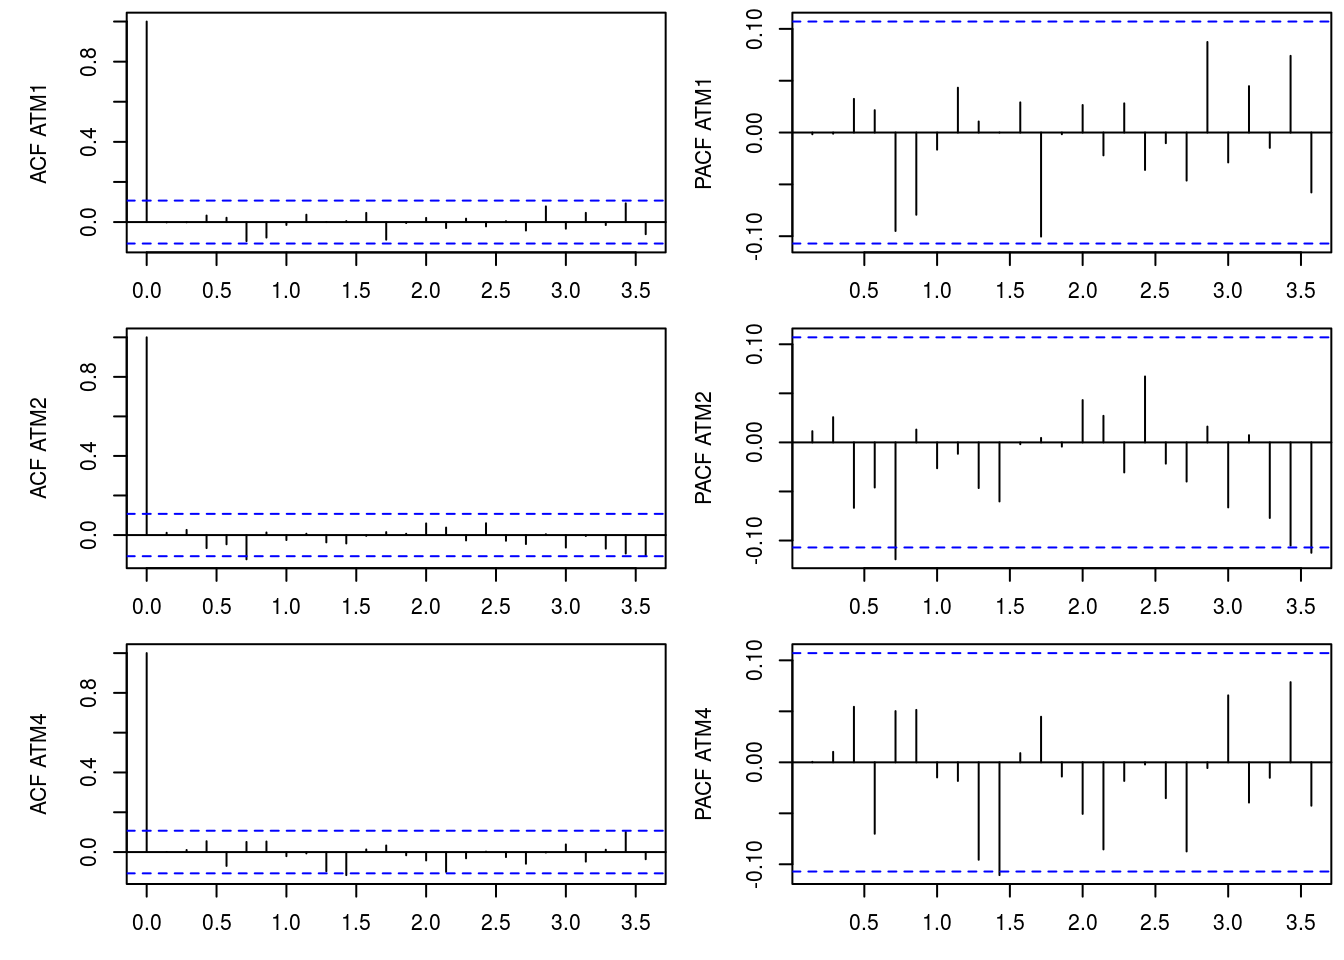 ACF ATM1
0.0 0.4 0.8
0.0 0.5 1.0 1.5 2.0 2.5 3.0 3.5
PACF ATM1
-0.10 0.00 0.10
0.5 1.0 1.5 2.0 2.5 3.0 3.5
ACF ATM2
0.0 0.4 0.8
0.0 0.5 1.0 1.5 2.0 2.5 3.0 3.5
PACF ATM2
-0.10 0.00 0.10
0.5 1.0 1.5 2.0 2.5 3.0 3.5
ACF ATM4
0.0 0.4 0.8
0.0 0.5 1.0 1.5 2.0 2.5 3.0 3.5
PACF ATM4
-0.10 0.00 0.10
0.5 1.0 1.5 2.0 2.5 3.0 3.5